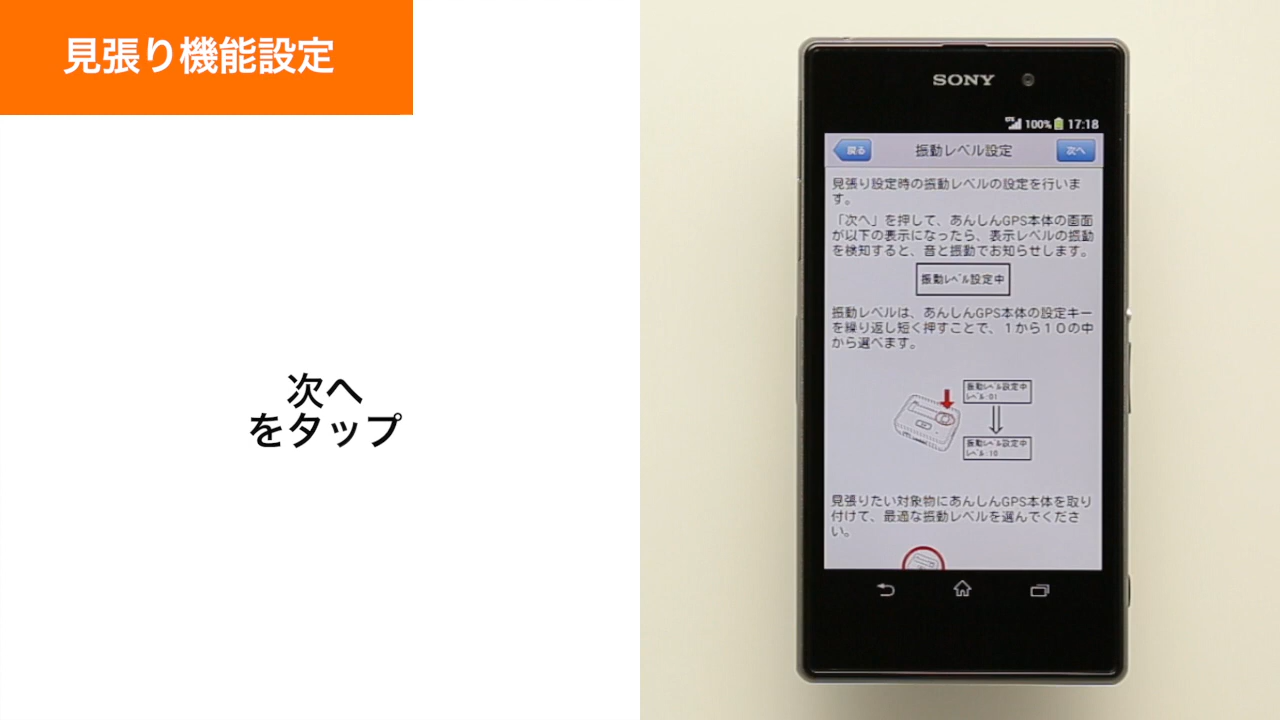 見張り機能設定
次へ
をタップ
SONY
100% 17:18
戻る
振動レベル設定
次へ
見張り設定時の振動レベルの設定を行いま
す。
「次へ」を押して、あんしんGPS本体の画面
が以下の表示になったら、表示レベルの振動
を検知すると、音と振動でお知らせします。
振動ﾚﾍﾞﾙ設定中
振動レベルは、あんしんGPS本体の設定キー
を繰り返し短く押すことで、１から１０の中
から選べます。
振動ﾚﾍﾞﾙ設定中
ﾚﾍﾞﾙ:01
振動ﾚﾍﾞﾙ設定中
ﾚﾍﾞﾙ:10
見張りたい対象物にあんしんGPS本体を取り
付けて、最適な振動レベルを選んでくださ
い。